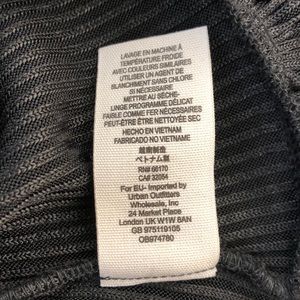 LAVAGE EN MACHINE À
TEMPÉRATURE FROIDE
AVEC COULEURS SIMILAIRES
UTILISER UN AGENT DE
BLANCHIMENT SANS CHLORE
SI NÉCESSAIRE
METTRE AU SÈCHE-
LINGE PROGRAMME DÉLICAT
FAIBLE COMME FER NÉCESSAIRES
PEUT-ÊTRE ÊTRE NETTOYÉE SEC
HECHO EN VIETNAM
FABRICADO NO VIETNAM
越南制造
ベトナム製
RN# 66170
CA# 32054
For EU- Imported by
Urban Outfitters
Wholesale, Inc
24 Market Place
London UK W1W 8AN
GB 975119105
OB974780